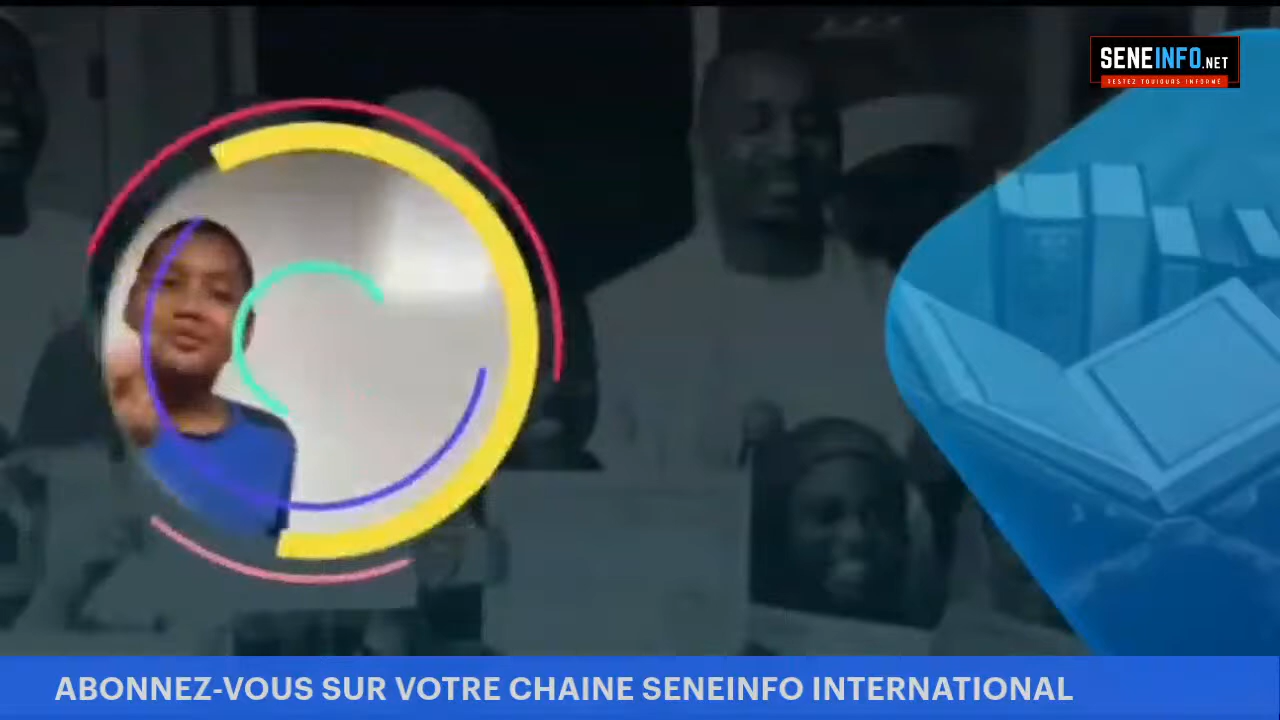 SENEINFO.NET
RESTEZ TOUJOURS INFORMÉ
ABONNEZ-VOUS SUR VOTRE CHAINE SENEINFO INTERNATIONAL